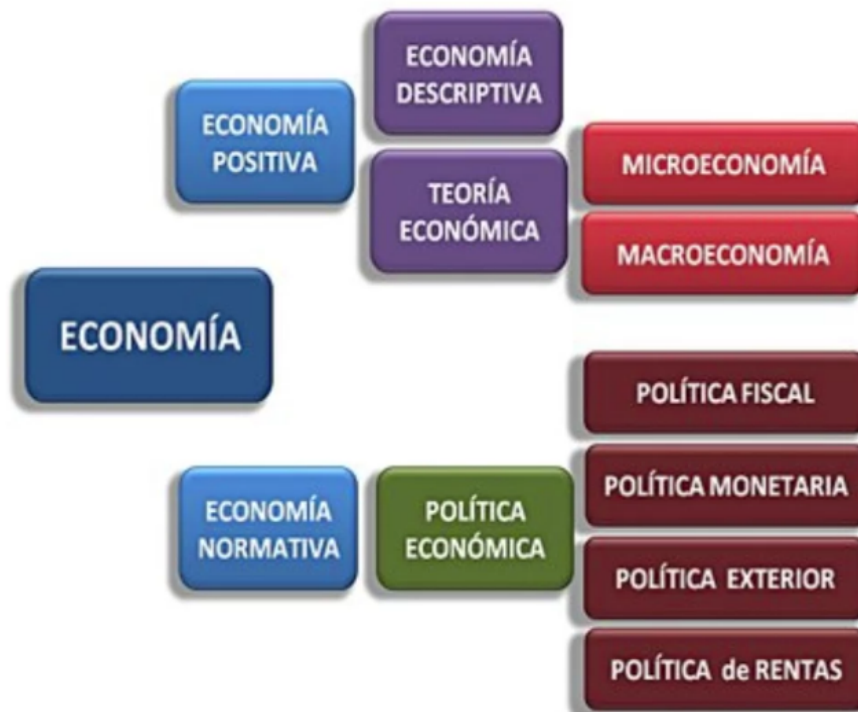 ECONOMÍA
DESCRIPTIVA
ECONOMÍA
POSITIVA
TEORÍA
ECONÓMICA
MICROECONOMÍA
MACROECONOMÍA
ECONOMÍA
ECONOMÍA
NORMATIVA
POLÍTICA
ECONÓMICA
POLÍTICA FISCAL
POLÍTICA MONETARIA
POLÍTICA EXTERIOR
POLÍTICA de RENTAS